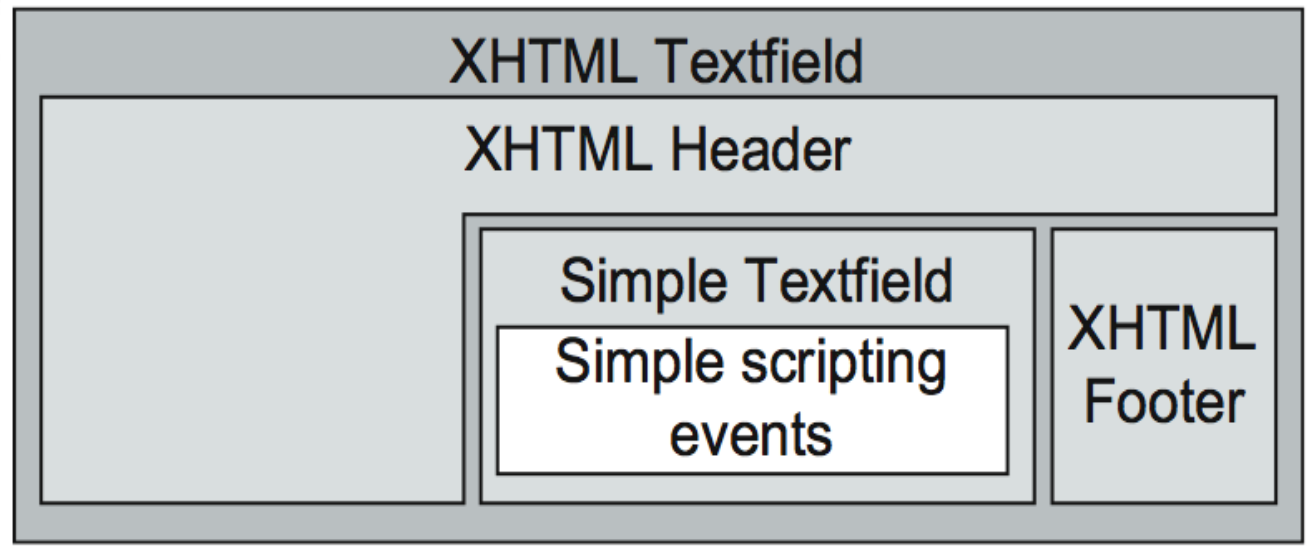 XHTML Textfield
XHTML Header
Simple Textfield
Simple scripting
events
XHTML
Footer